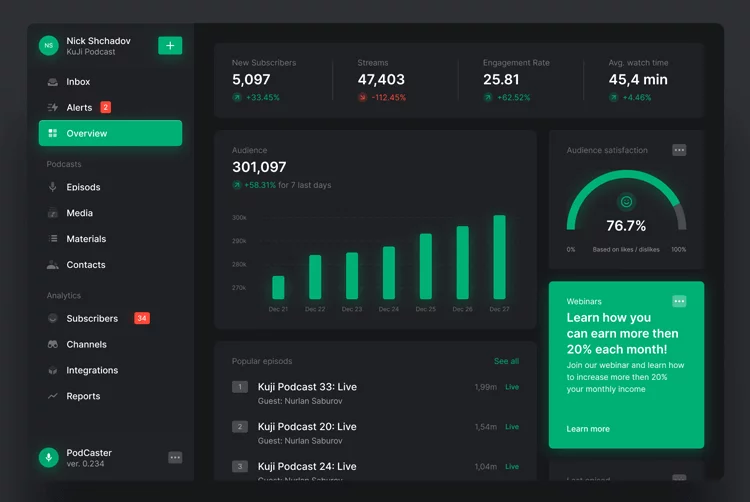 NS
Nick Shchadov
KuJi Podcast
+
Inbox
Alerts 2
Overview
Podcasts
Episods
Media
Materials
Contacts
Analytics
Subscribers 34
Channels
Integrations
Reports
PodCaster
ver. 0.234
New Subscribers
5,097
+33.45%
Streams
47,403
-112.45%
Engagement Rate
25.81
+62.52%
Avg. watch time
45,4 min
+4.46%
Audience
301,097
+58.31% for 7 last days
300k
290k
280k
270k
Dec 21 Dec 22 Dec 23 Dec 24 Dec 25 Dec 26 Dec 27
Audience satisfaction
76.7%
0% Based on likes / dislikes 100%
Webinars
Learn how you
can earn more then
20% each month!
Join our webinar and learn how
to increase more then 20%
your monthly income
Learn more
Popular episods See all
1 Kuji Podcast 33: Live 1,99m Live
Guest: Nurlan Saburov
2 Kuji Podcast 20: Live 1,54m Live
Guest: Nurlan Saburov
3 Kuji Podcast 24: Live 1,04m Live
Guest: Nurlan Saburov
Last episod